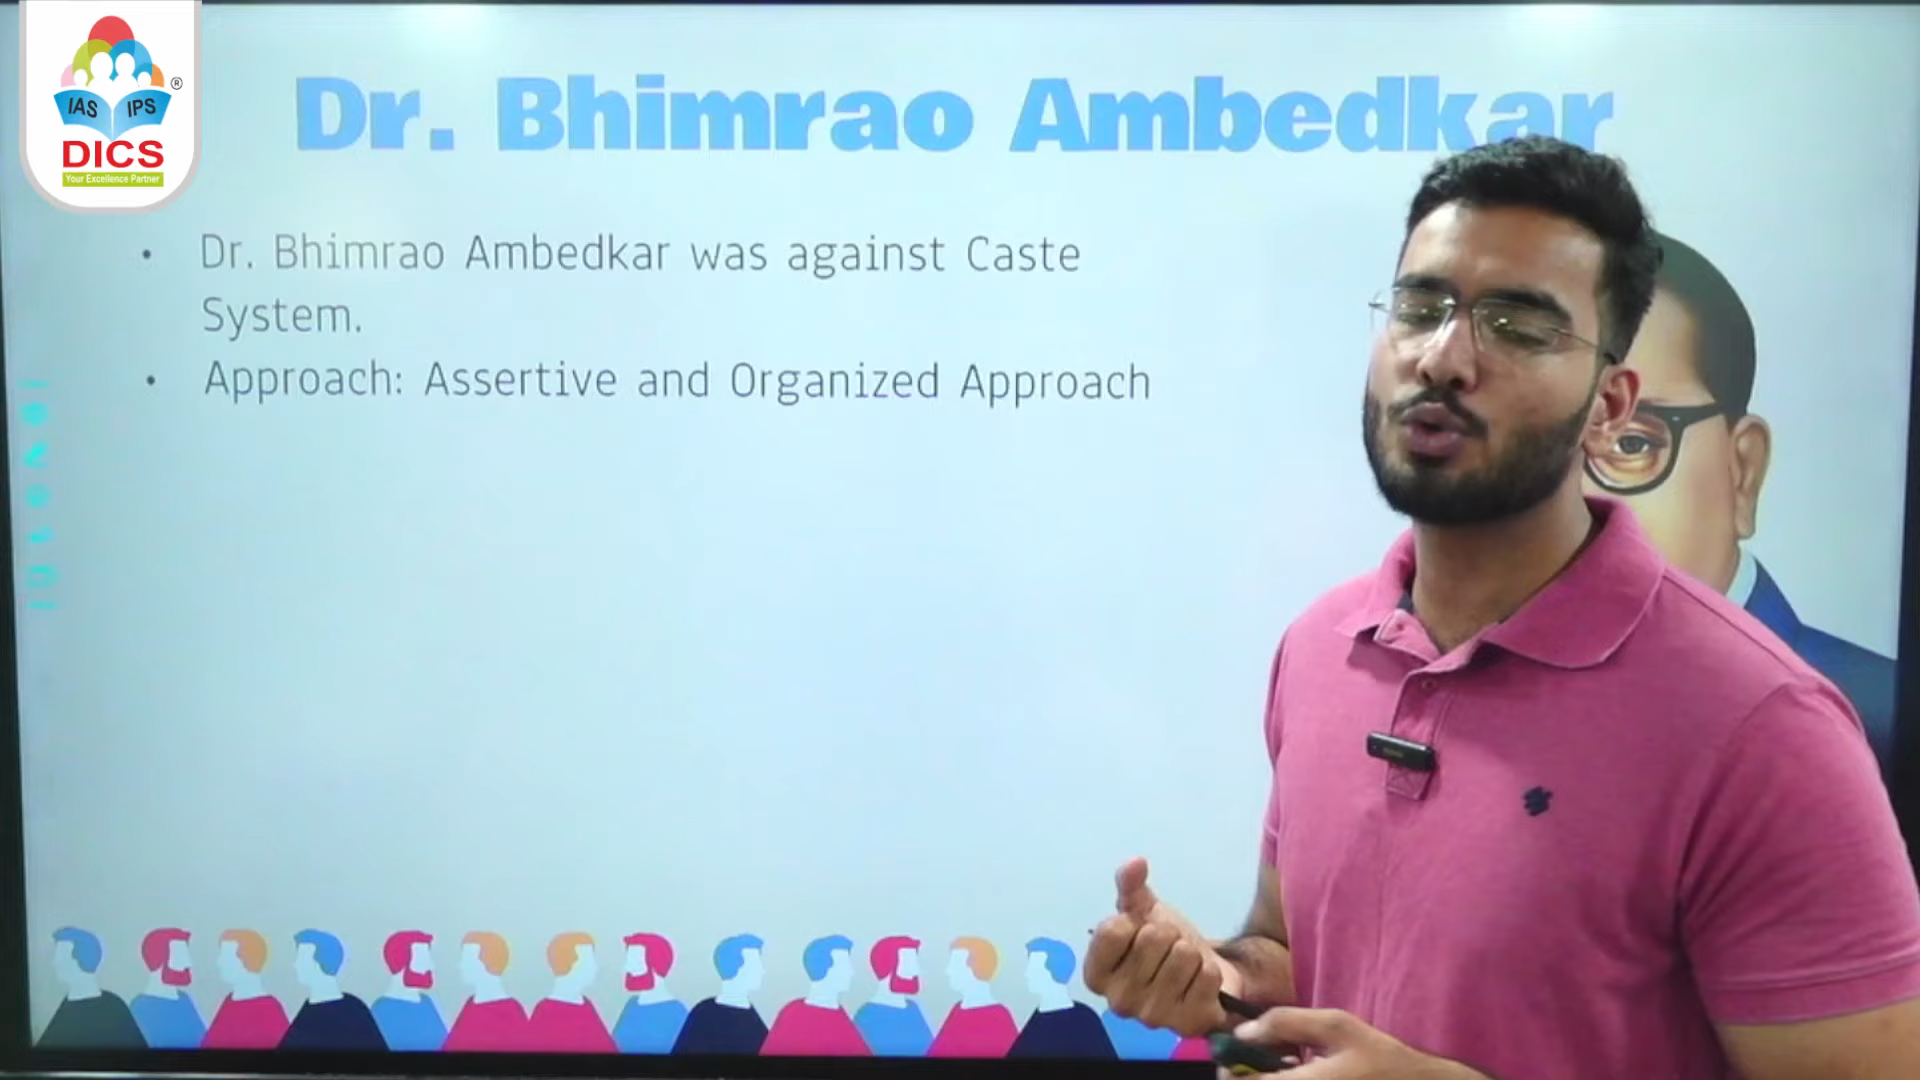 IAS IPS
®
DICS
Your Excellence Partner
Dr. Bhimrao Ambedkar
• Dr. Bhimrao Ambedkar was against Caste
System.
• Approach: Assertive and Organized Approach